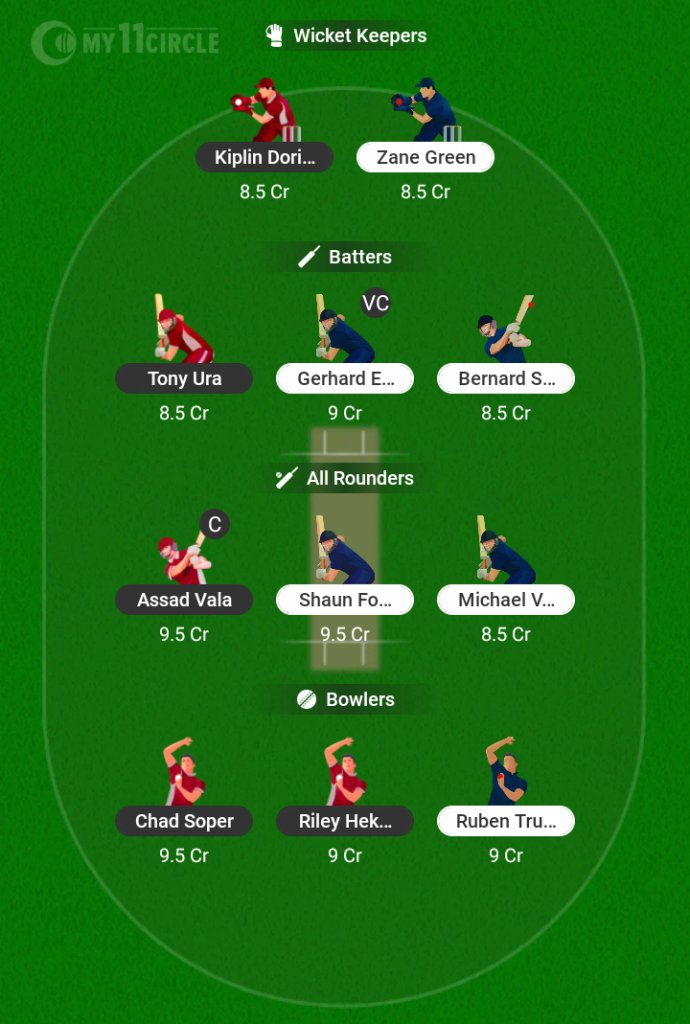 MY11CIRCLE
Wicket Keepers
Kiplin Dori... Zane Green
8.5 Cr 8.5 Cr
Batters
VC
Tony Ura Gerhard E... Bernard S...
8.5 Cr 9 Cr 8.5 Cr
All Rounders
C
Assad Vala Shaun Fo... Michael V...
9.5 Cr 9.5 Cr 8.5 Cr
Bowlers
Chad Soper Riley Hek... Ruben Tru...
9.5 Cr 9 Cr 9 Cr